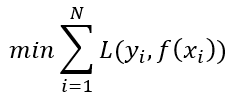 min ∑_{i=1}^{N} L(y_i, f(x_i))